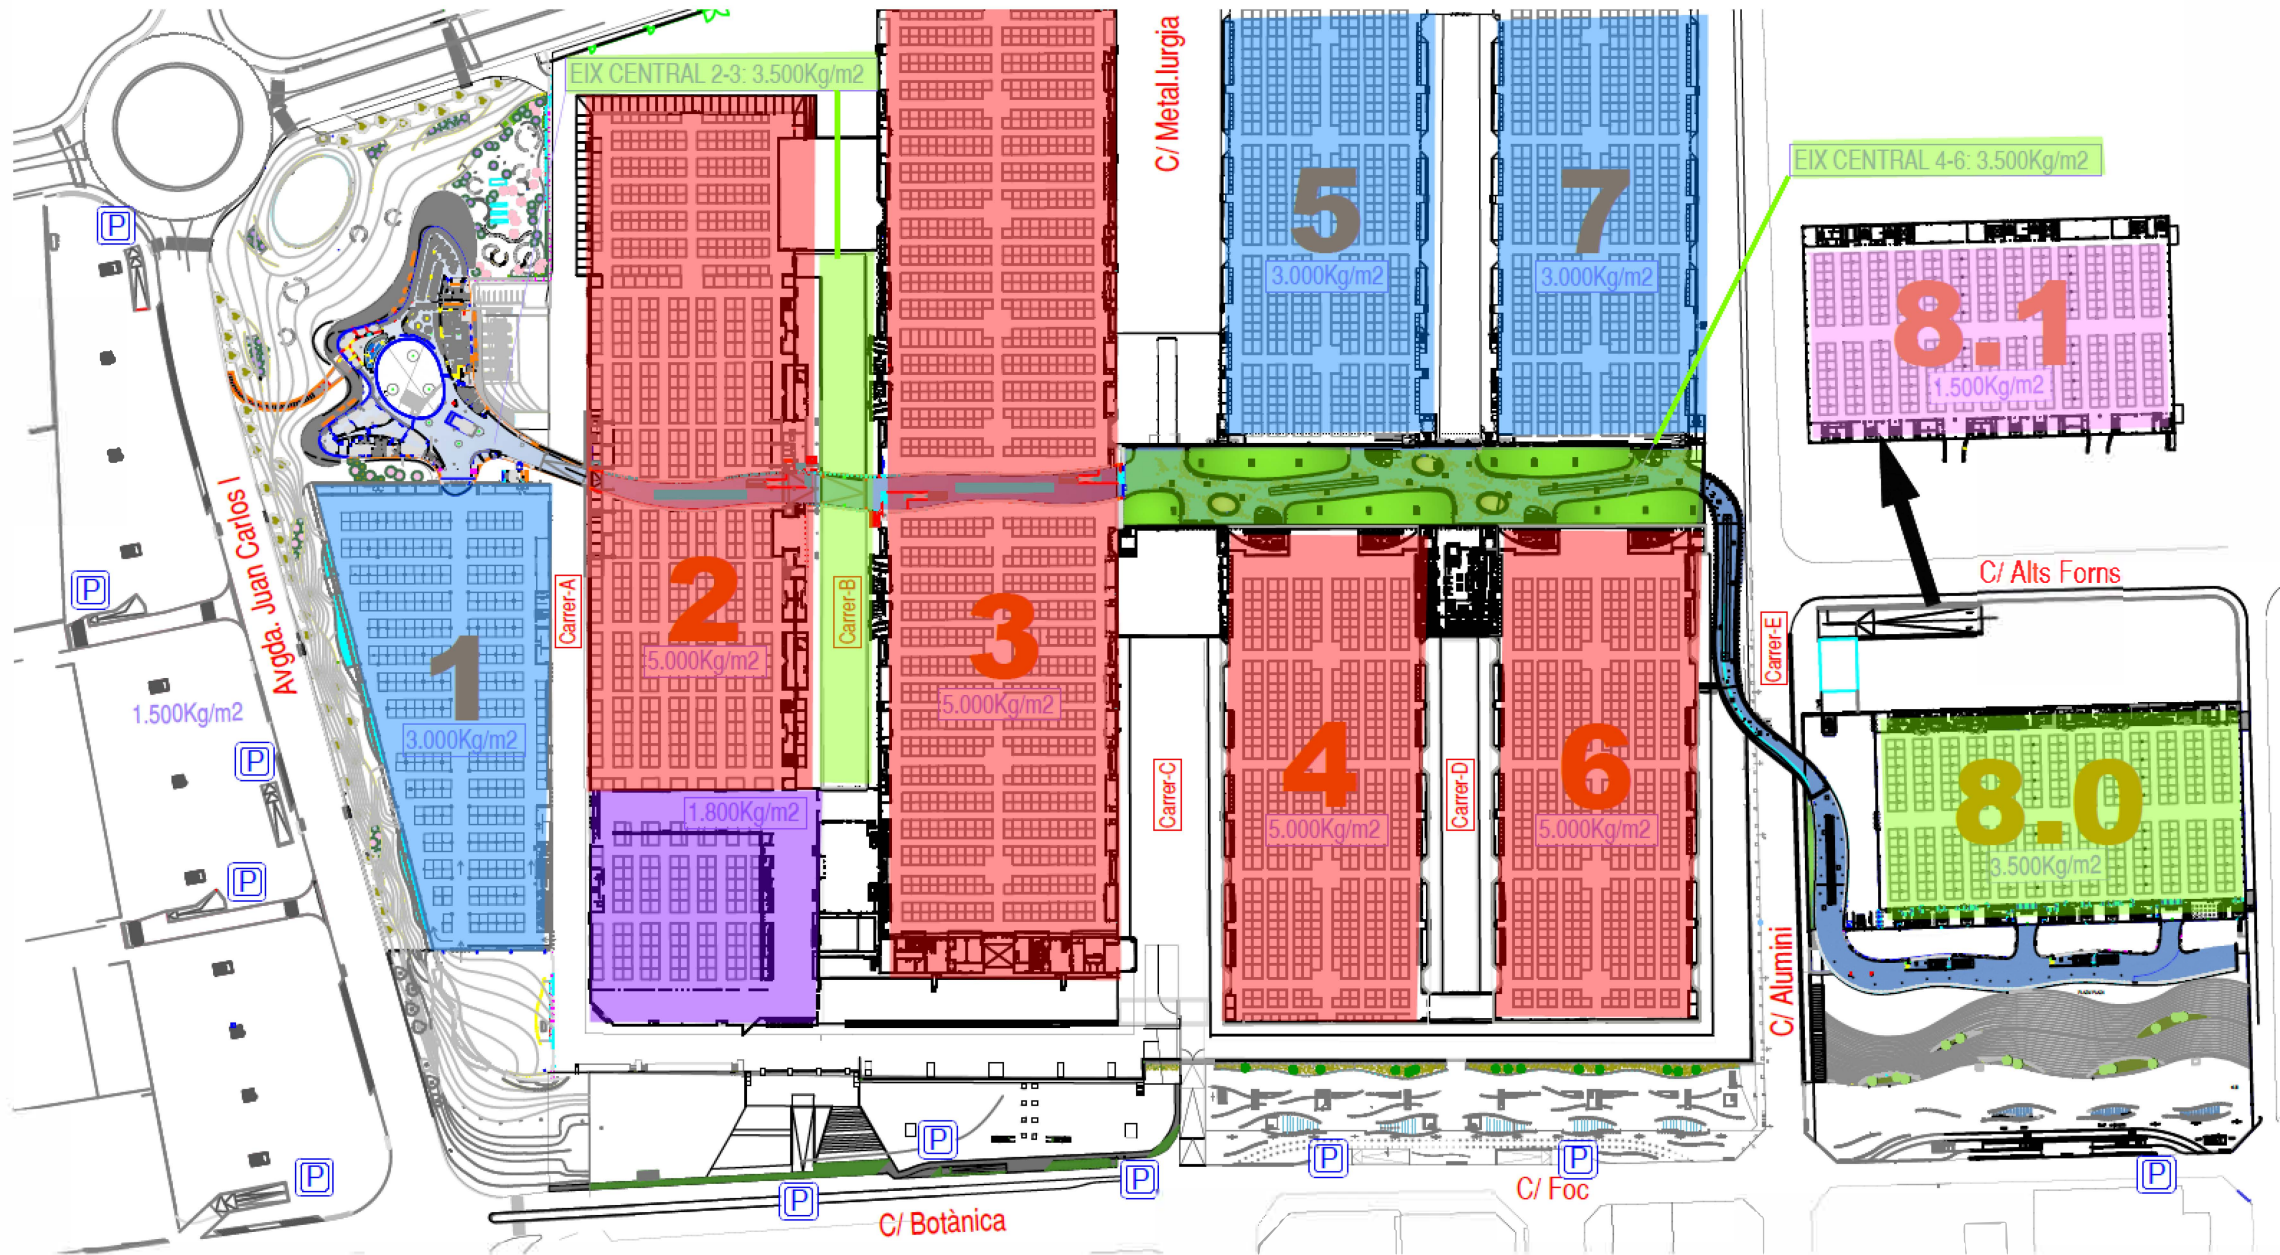 EIX CENTRAL 2-3: 3.500Kg/m2
C/ Metal.lurgia
EIX CENTRAL 4-6: 3.500Kg/m2
P
5
3.000Kg/m2
7
3.000Kg/m2
8.1
1.500Kg/m2
Avgda. Juan Carlos I
P
1
3.000Kg/m2
Carrer-A
2
5.000Kg/m2
Carrer-B
3
5.000Kg/m2
C/ Alts Forns
Carrer-E
1.500Kg/m2
P
1.800Kg/m2
Carrer-C
4
5.000Kg/m2
Carrer-D
6
5.000Kg/m2
8.0
3.500Kg/m2
P
C/ Alumini
P
P
P
P
P
P
P
C/ Foc
C/ Botànica